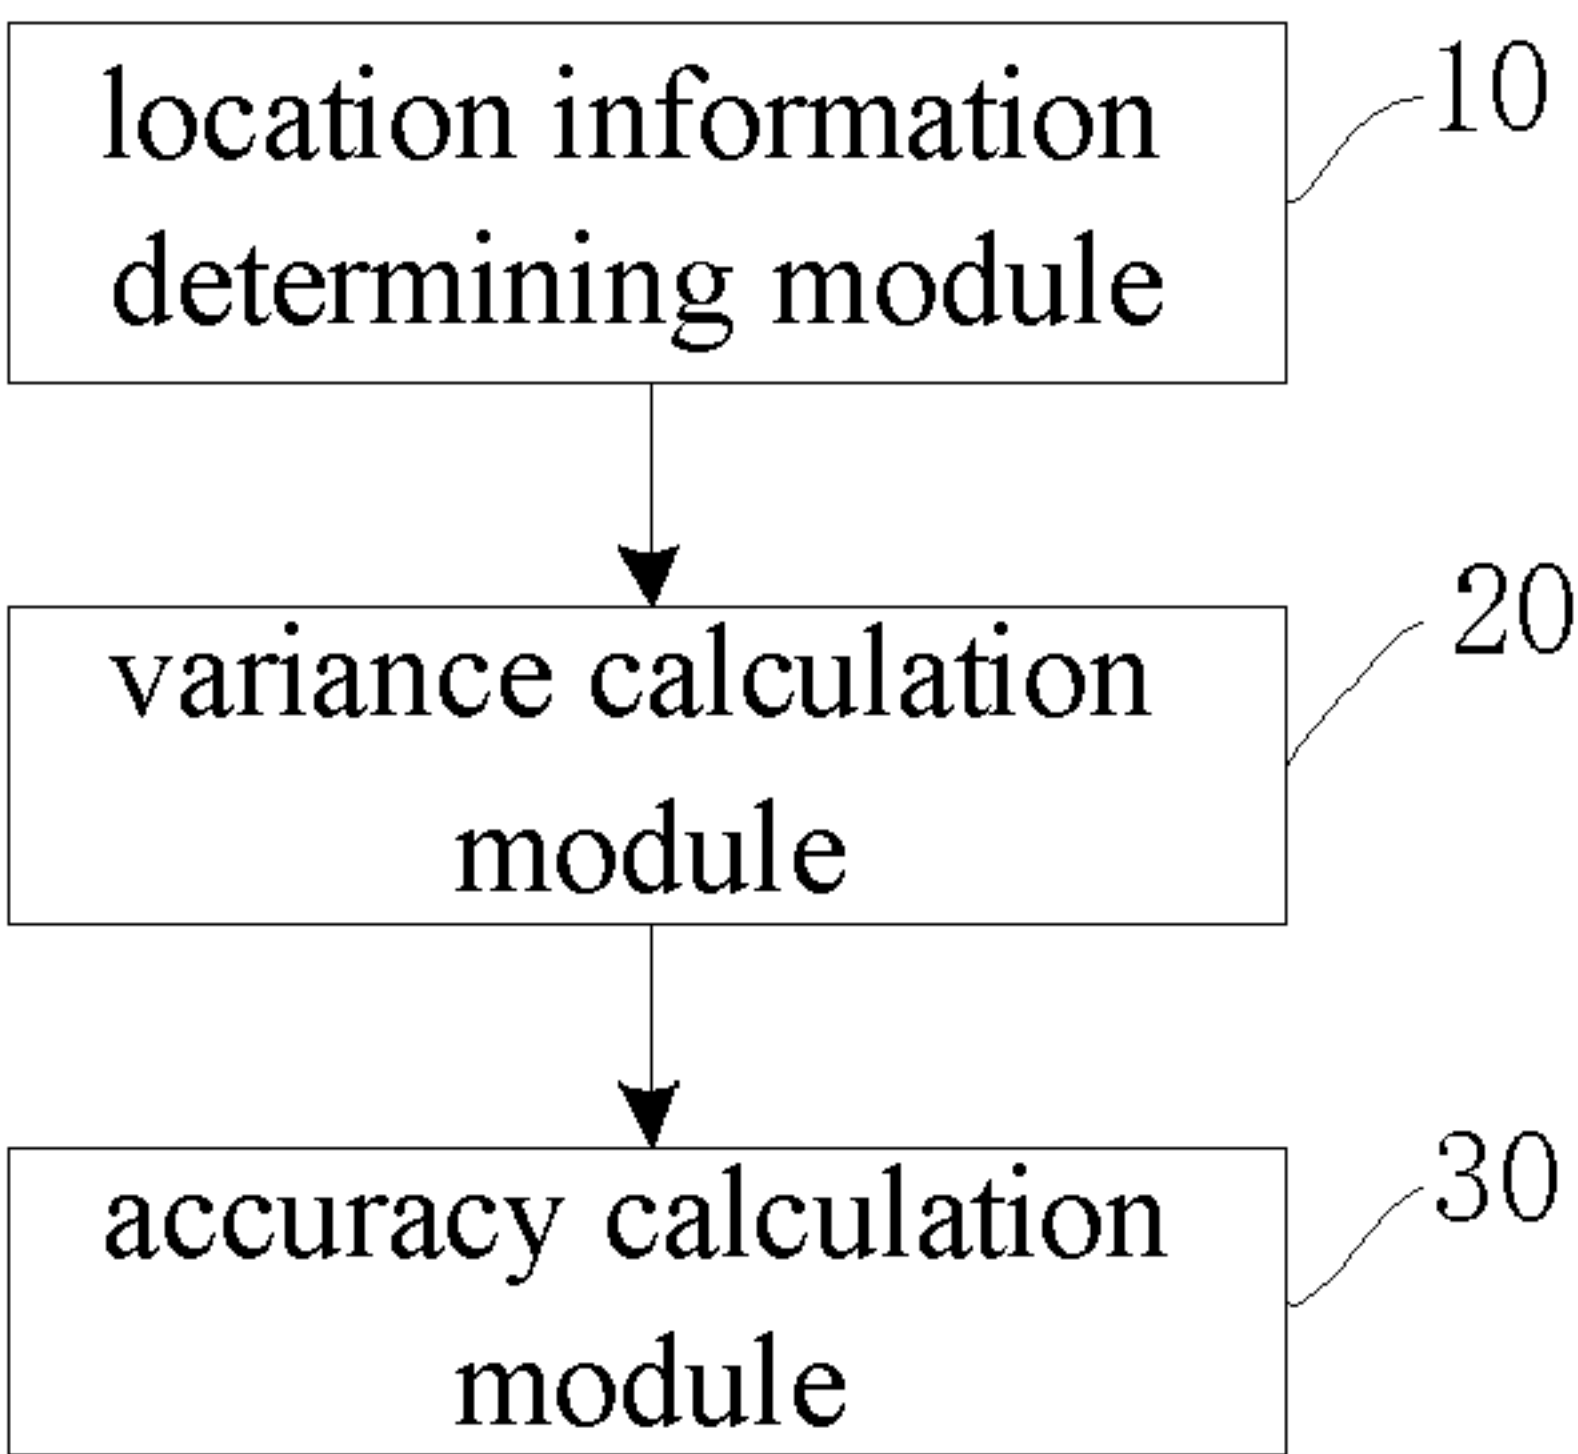 location information
determining module
10
variance calculation
module
20
accuracy calculation
module
30